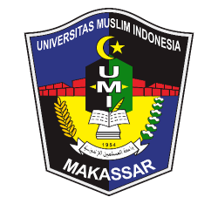 UNIVERSITAS MUSLIM INDONESIA
UMI
1954
MAKASSAR